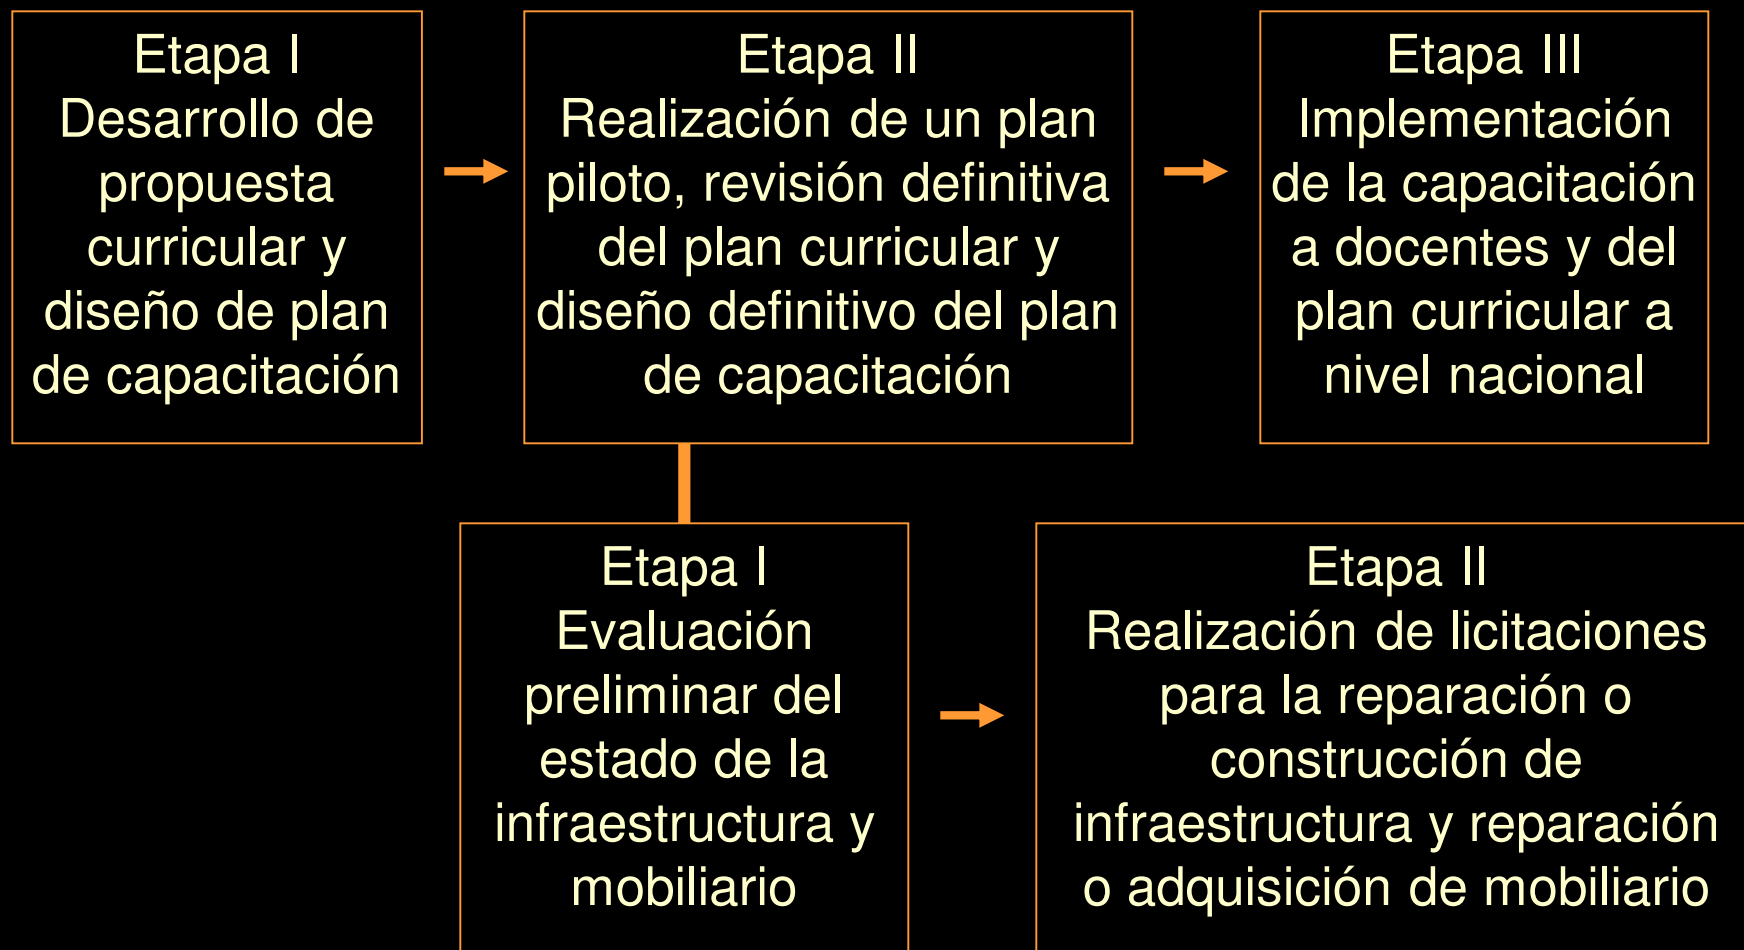 Etapa I
Desarrollo de
propuesta
curricular y
diseño de plan
de capacitación
Etapa II
Realización de un plan
piloto, revisión definitiva
del plan curricular y
diseño definitivo del plan
de capacitación
Etapa III
Implementación
de la capacitación
a docentes y del
plan curricular a
nivel nacional
Etapa I
Evaluación
preliminar del
estado de la
infraestructura y
mobiliario
Etapa II
Realización de licitaciones
para la reparación o
construcción de
infraestructura y reparación
o adquisición de mobiliario